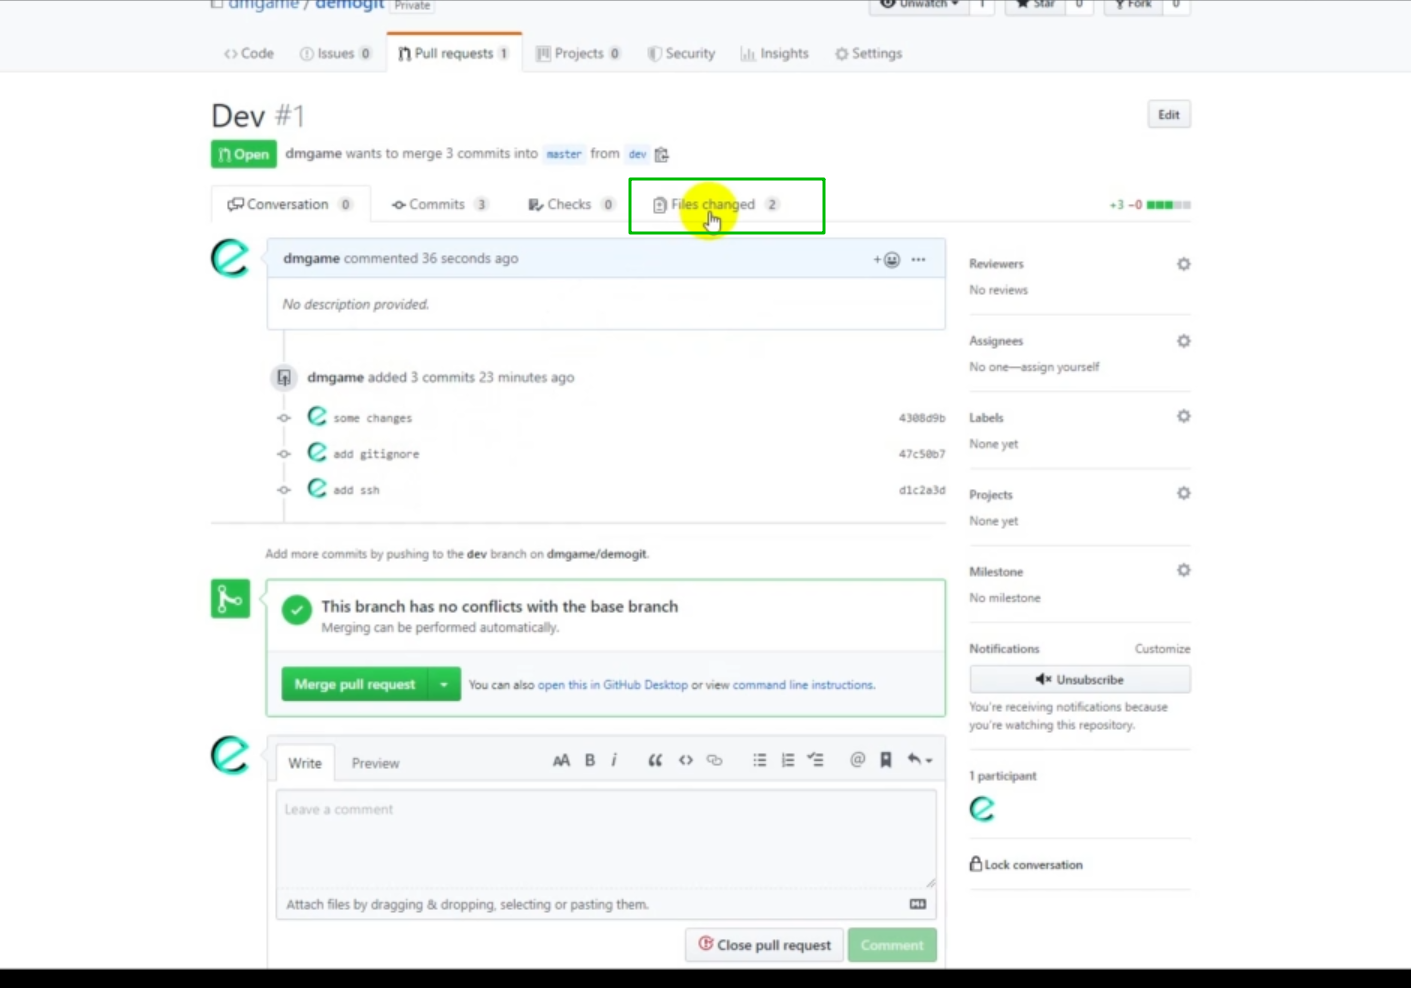 dmgame / demogit Private
Unwatch 1 Star 0 Fork 0
Code Issues 0 Pull requests 1 Projects 0 Security Insights Settings
Dev #1
Edit
Open dmgame wants to merge 3 commits into master from dev
Conversation 0 Commits 3 Checks 0 Files changed 2
+3 −0
dmgame commented 36 seconds ago
No description provided.
dmgame added 3 commits 23 minutes ago
some changes 4308d9b
add gitignore 47c50b7
add ssh d1c2a3d
Add more commits by pushing to the dev branch on dmgame/demogit.
This branch has no conflicts with the base branch
Merging can be performed automatically.
Merge pull request You can also open this in GitHub Desktop or view command line instructions.
Write Preview
AA B i
Leave a comment
Attach files by dragging & dropping, selecting or pasting them.
Close pull request Comment
Reviewers
No reviews
Assignees
No one—assign yourself
Labels
None yet
Projects
None yet
Milestone
No milestone
Notifications Customize
Unsubscribe
You're receiving notifications because
you're watching this repository.
1 participant
Lock conversation